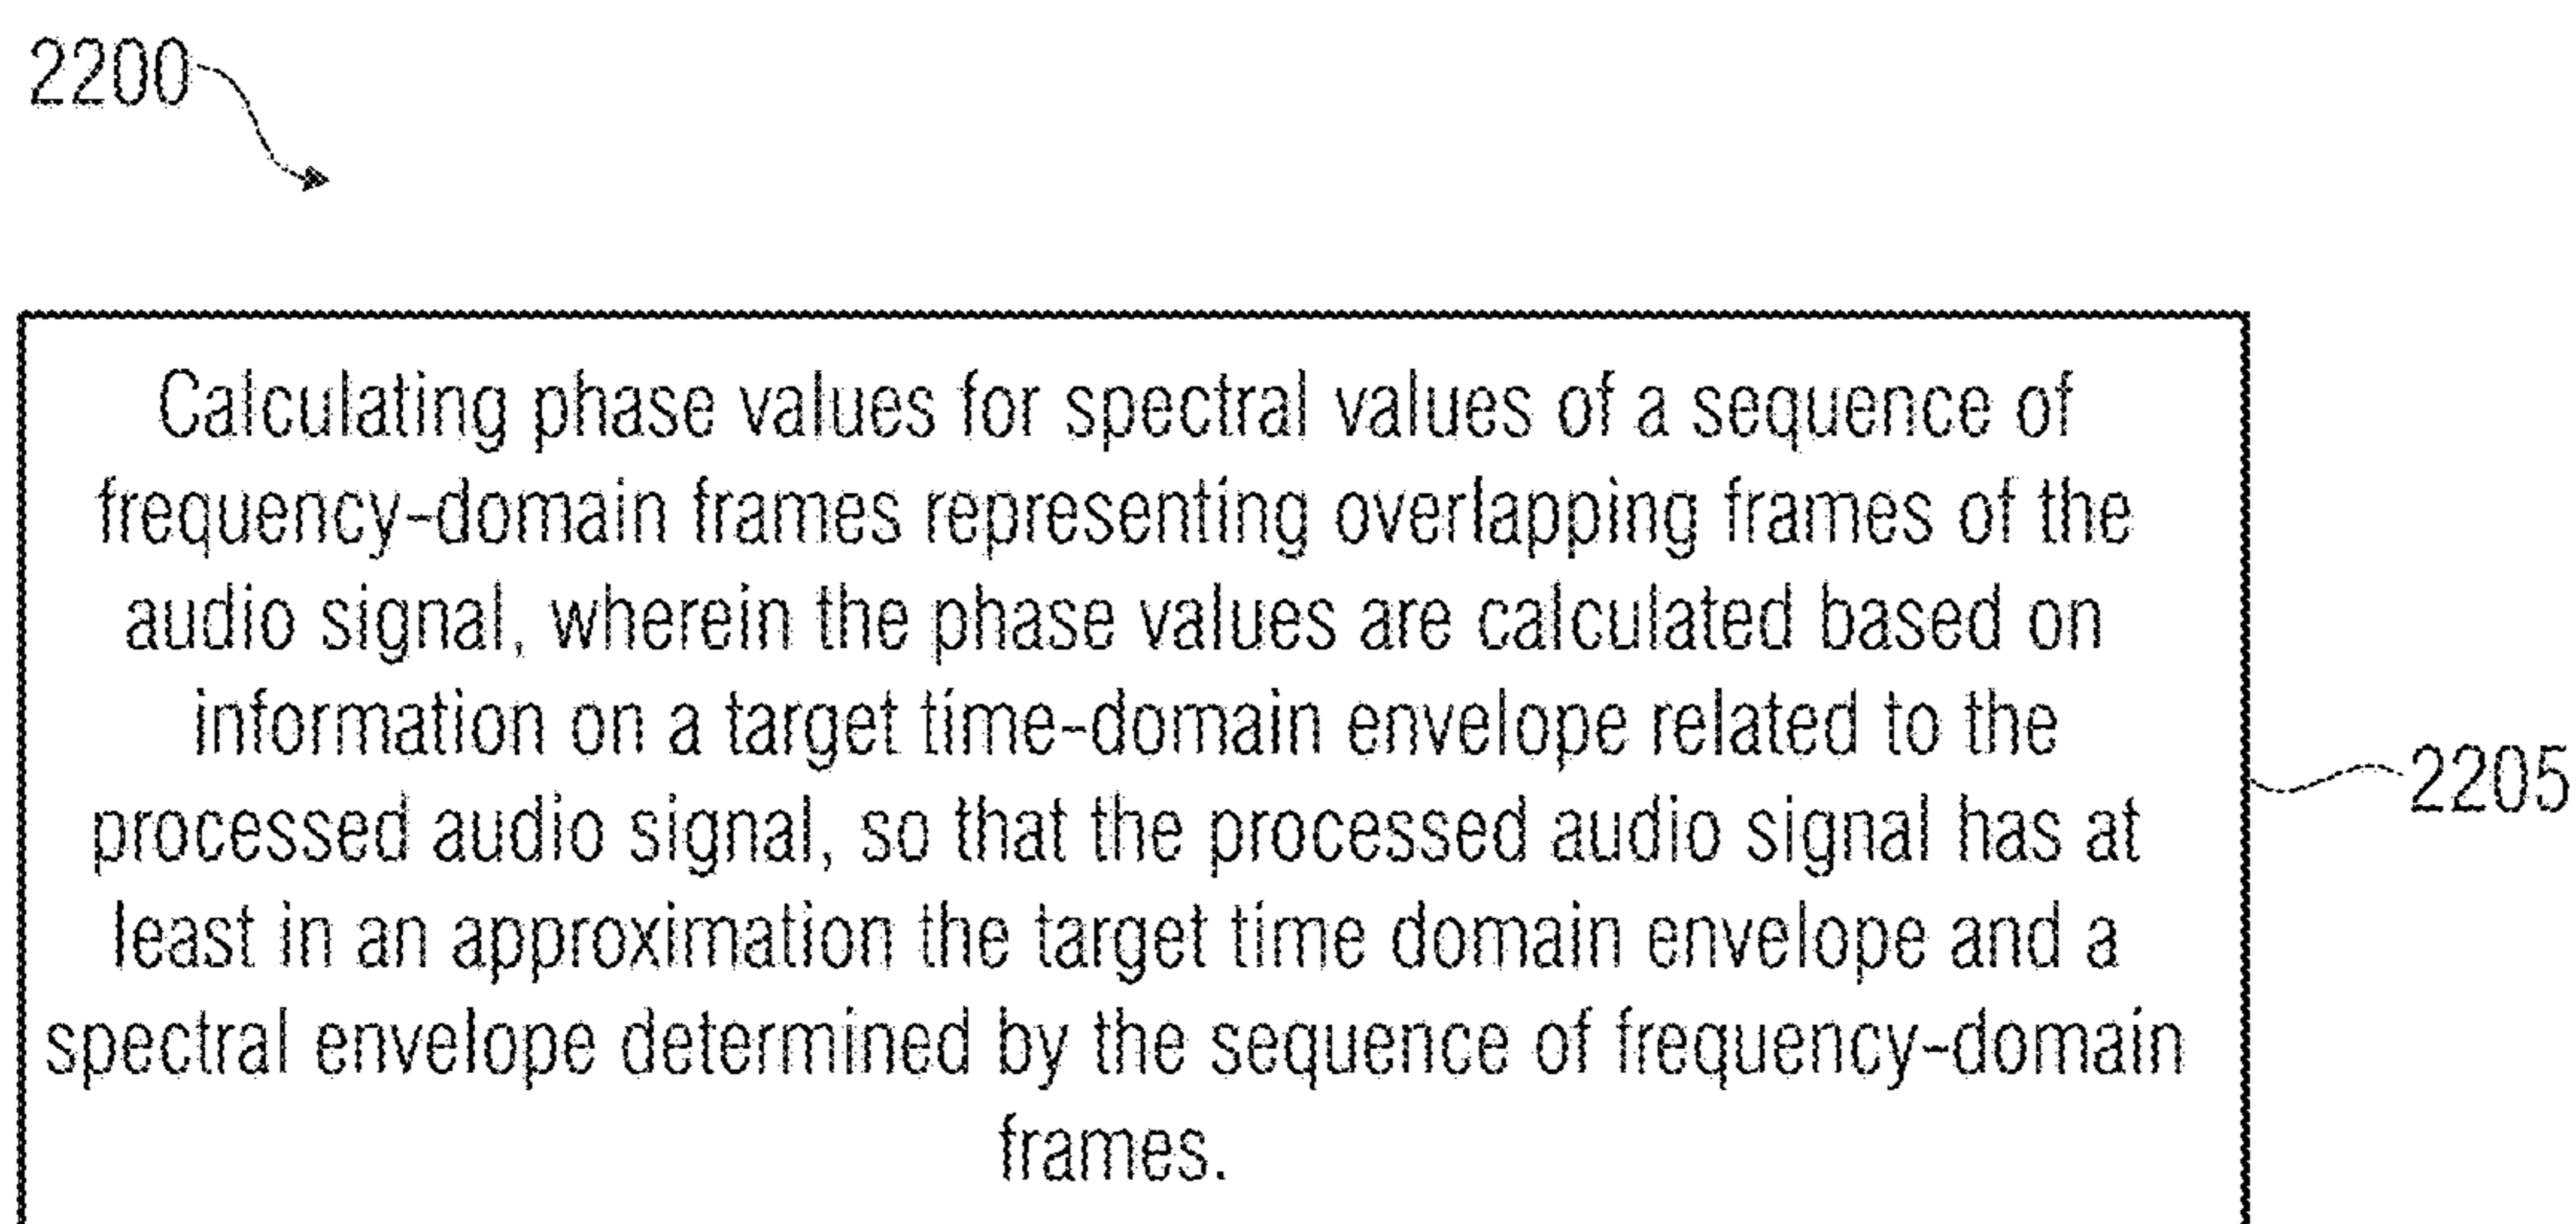 2200
Calculating phase values for spectral values of a sequence of
frequency-domain frames representing overlapping frames of the
audio signal, wherein the phase values are calculated based on
information on a target time-domain envelope related to the
processed audio signal, so that the processed audio signal has at
least in an approximation the target time domain envelope and a
spectral envelope determined by the sequence of frequency-domain
frames.
2205